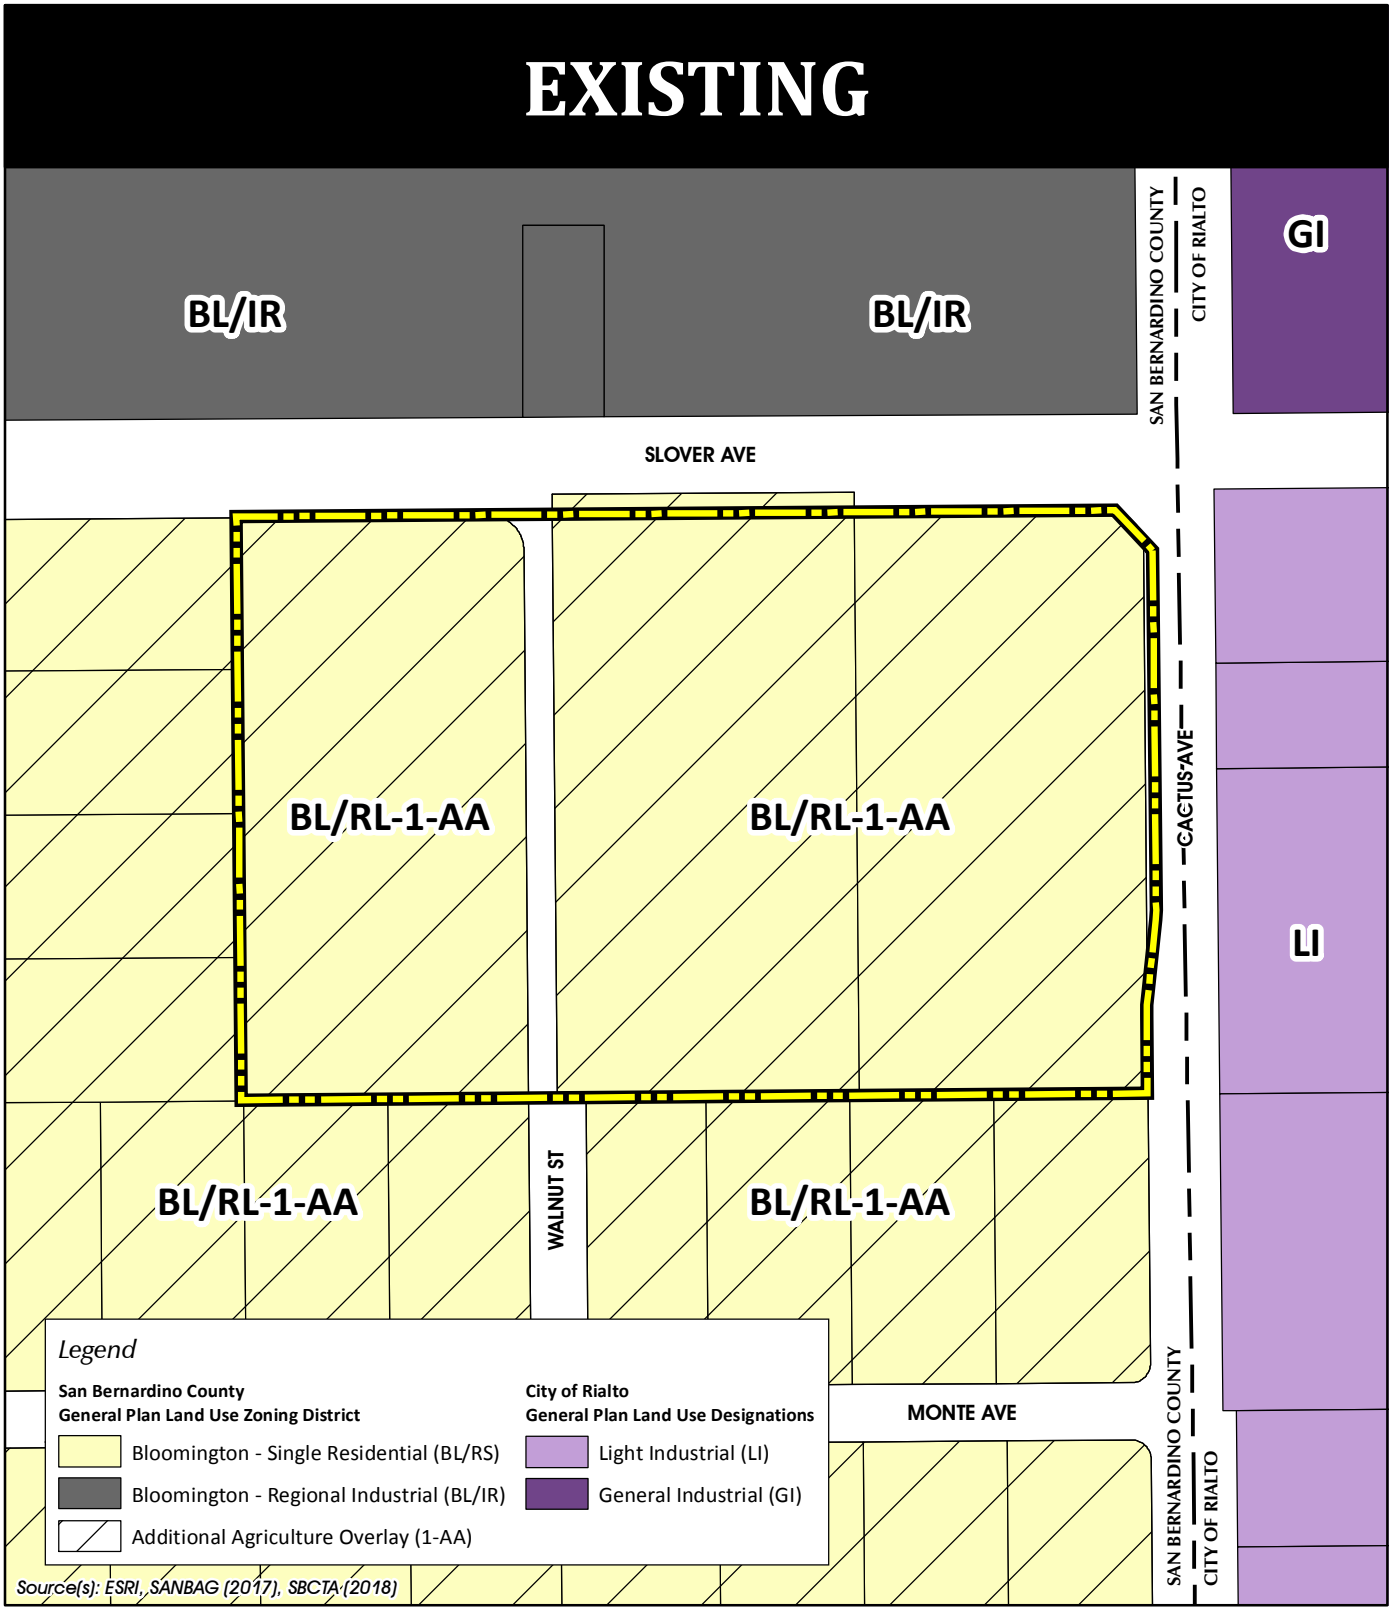 EXISTING
SAN BERNARDINO COUNTY
CITY OF RIALTO
GI
BL/IR
BL/IR
SLOVER AVE
CACTUS AVE
BL/RL-1-AA
BL/RL-1-AA
LI
WALNUT ST
BL/RL-1-AA
BL/RL-1-AA
MONTE AVE
SAN BERNARDINO COUNTY
CITY OF RIALTO
Legend
San Bernardino County
General Plan Land Use Zoning District
Bloomington - Single Residential (BL/RS)
Bloomington - Regional Industrial (BL/IR)
Additional Agriculture Overlay (1-AA)
City of Rialto
General Plan Land Use Designations
Light Industrial (LI)
General Industrial (GI)
Source(s): ESRI, SANBAG (2017), SBCTA (2018)